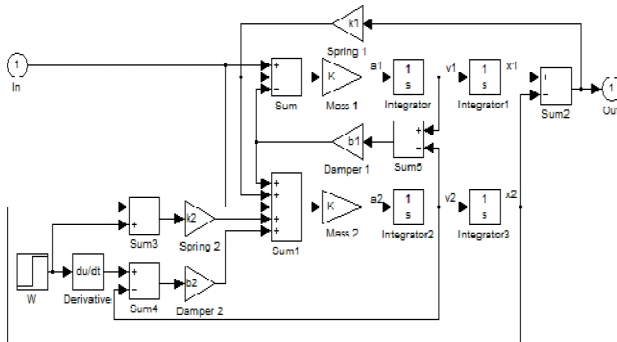 k1
Spring 1
1
In
+
−
Sum
K
Mass 1
a1
1
s
Integrator
v1
1
s
Integrator1
x1
+
−
Sum2
1
Out
b1
Damper 1
+
−
Sum5
+
+
+
+
Sum1
K
Mass 2
a2
1
s
Integrator2
v2
1
s
Integrator3
x2
+
Sum3
k2
Spring 2
W
du/dt
Derivative
+
−
Sum4
b2
Damper 2